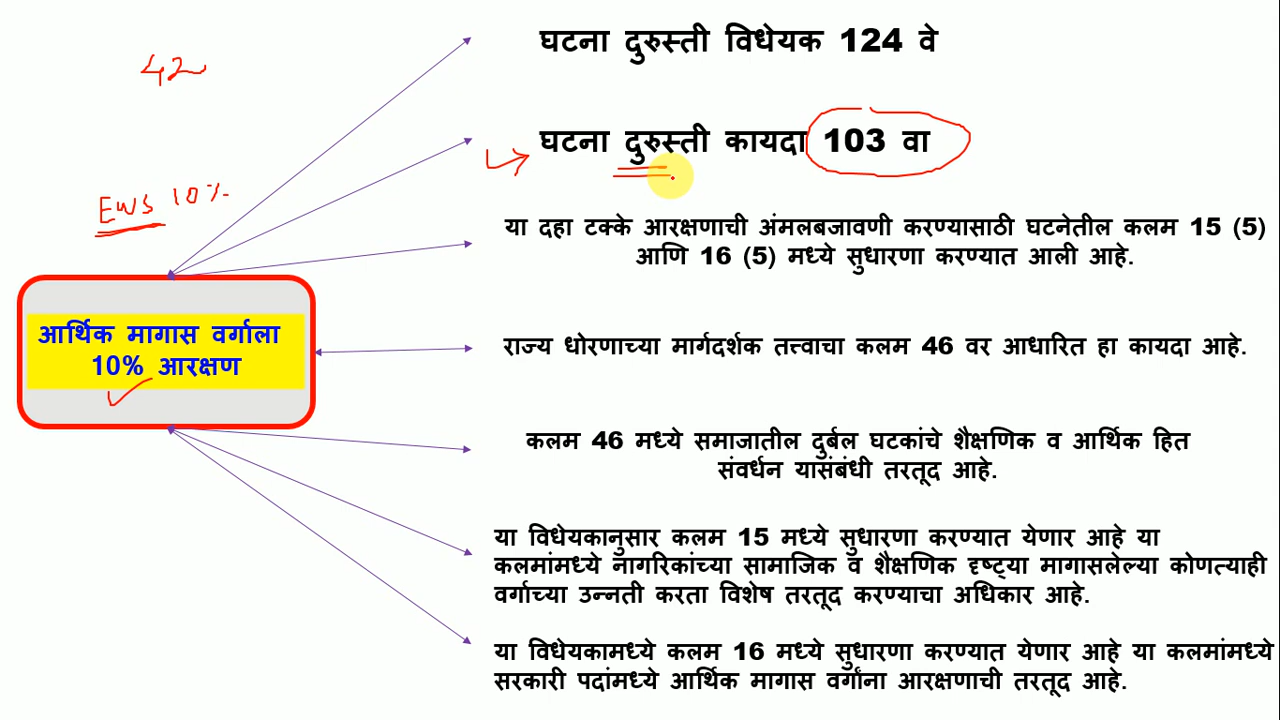 42
घटना दुरुस्ती विधेयक 124 वे
घटना दुरुस्ती कायदा 103 वा
EWS 10%
या दहा टक्के आरक्षणाची अंमलबजावणी करण्यासाठी घटनेतील कलम 15 (5)
आणि 16 (5) मध्ये सुधारणा करण्यात आली आहे.
आर्थिक मागास वर्गाला
10% आरक्षण
राज्य धोरणाच्या मार्गदर्शक तत्त्वाचा कलम 46 वर आधारित हा कायदा आहे.
कलम 46 मध्ये समाजातील दुर्बल घटकांचे शैक्षणिक व आर्थिक हित
संवर्धन यासंबंधी तरतूद आहे.
या विधेयकानुसार कलम 15 मध्ये सुधारणा करण्यात येणार आहे या
कलमांमध्ये नागरिकांच्या सामाजिक व शैक्षणिक दृष्ट्या मागासलेल्या कोणत्याही
वर्गाच्या उन्नती करता विशेष तरतूद करण्याचा अधिकार आहे.
या विधेयकामध्ये कलम 16 मध्ये सुधारणा करण्यात येणार आहे या कलमांमध्ये
सरकारी पदांमध्ये आर्थिक मागास वर्गांना आरक्षणाची तरतूद आहे.